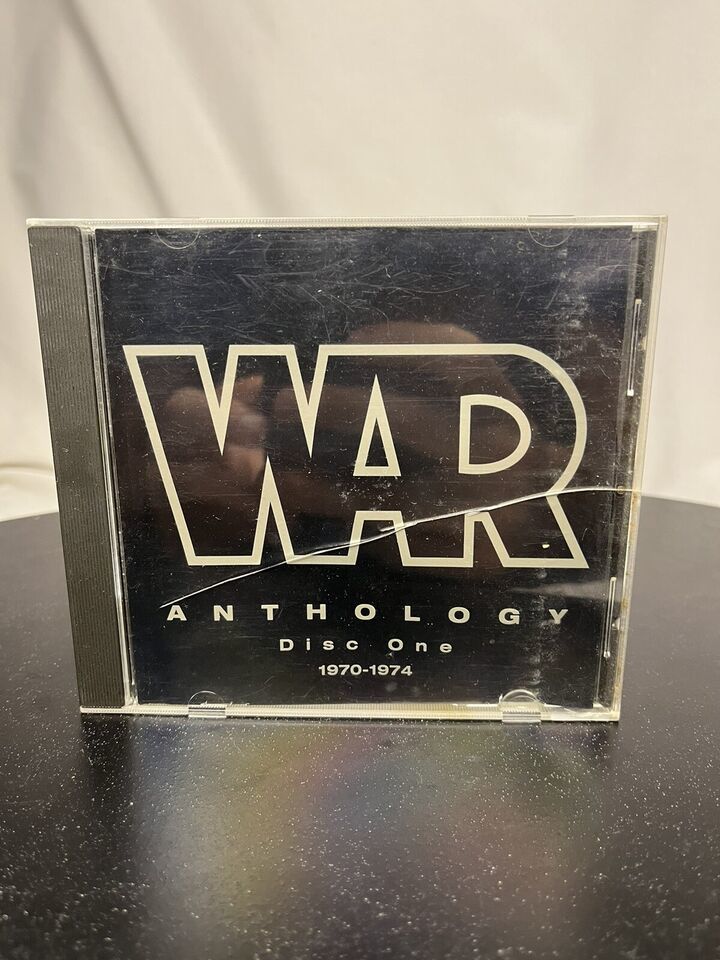 WAR
ANTHOLOGY
Disc One
1970-1974